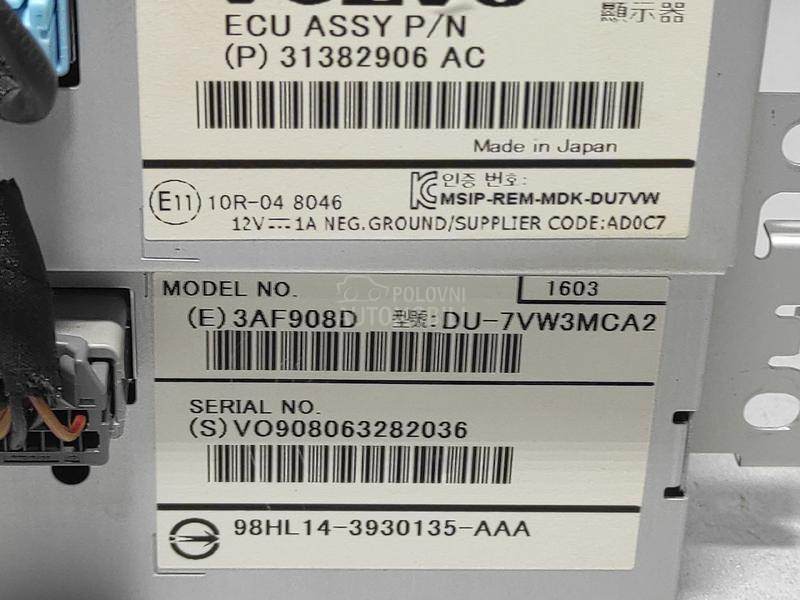 VOLVO
顯示器
ECU ASSY P/N
(P) 31382906 AC
Made in Japan
E11 10R-04 8046
인증 번호:
MSIP-REM-MDK-DU7VW
12V 1A NEG.GROUND/SUPPLIER CODE:AD0C7
MODEL NO. 1603
POLOVNI
(E) 3AF908D 型號: DU-7VW3MCA2
SERIAL NO.
(S) VO908063282036
98HL14-3930135-AAA